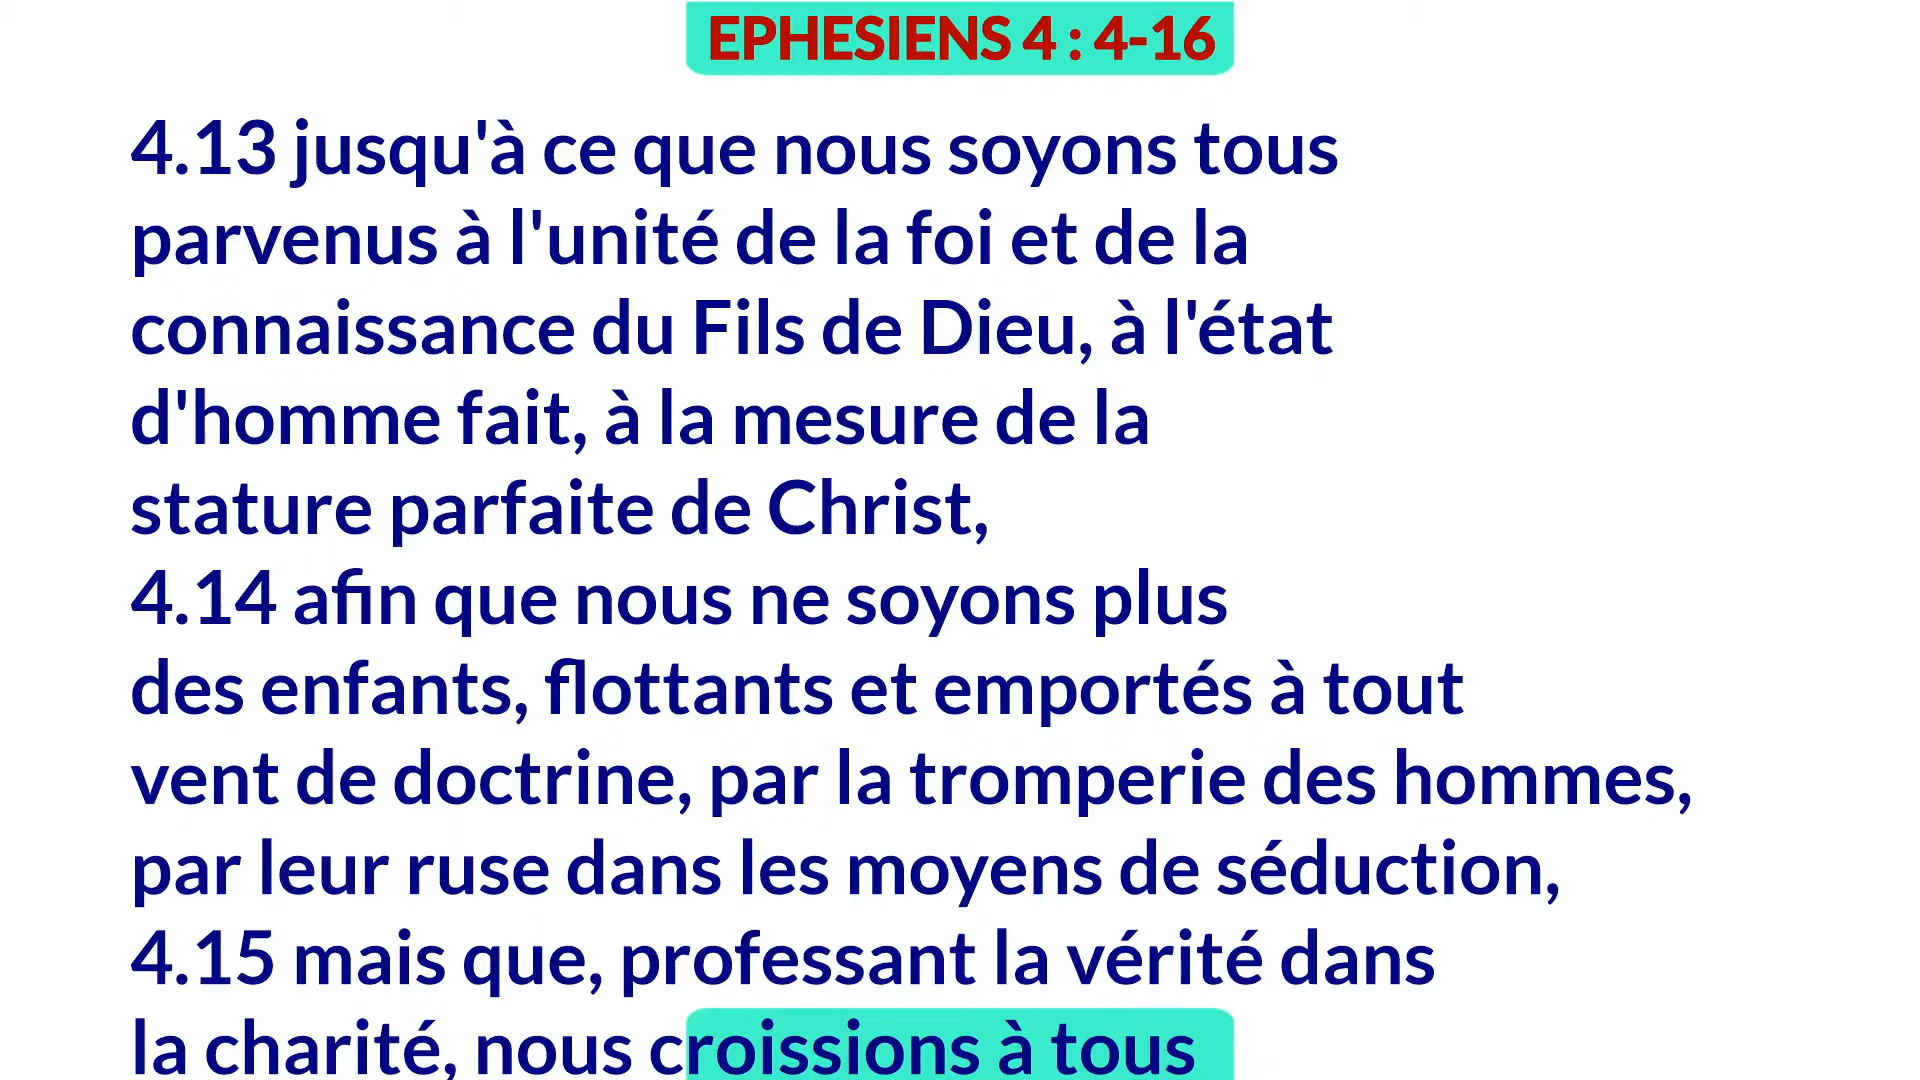 EPHESIENS 4 : 4-16
4.13 jusqu'à ce que nous soyons tous
parvenus à l'unité de la foi et de la
connaissance du Fils de Dieu, à l'état
d'homme fait, à la mesure de la
stature parfaite de Christ,
4.14 afin que nous ne soyons plus
des enfants, flottants et emportés à tout
vent de doctrine, par la tromperie des hommes,
par leur ruse dans les moyens de séduction,
4.15 mais que, professant la vérité dans
la charité, nous croissions à tous